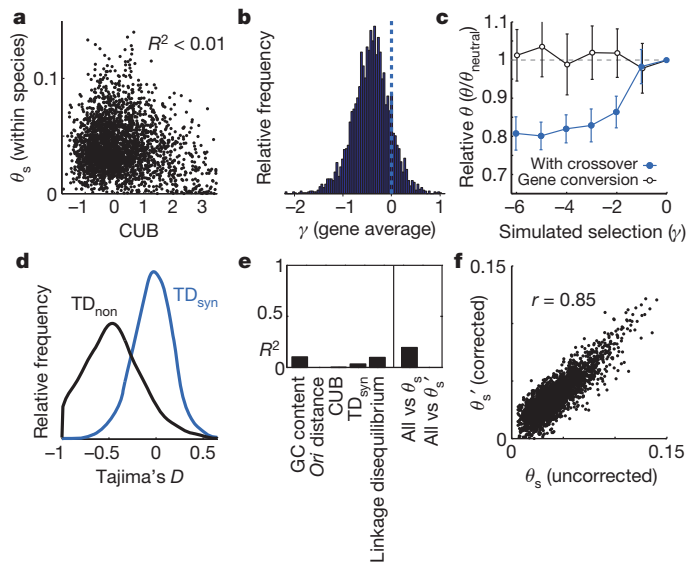 a
R² < 0.01
0.1
0
θs (within species)
-1
0
1
2
3
CUB
b
Relative frequency
-2
-1
0
1
γ (gene average)
c
Relative θ (θ/θneutral)
1
0.9
0.8
0.7
With crossover
Gene conversion
-6
-4
-2
0
Simulated selection (γ)
d
TDnon
TDsyn
Relative frequency
-1
-0.5
0
0.5
Tajima's D
e
1
0.5
R²
0
GC content
Ori distance
CUB
TDsyn
Linkage disequilibrium
All vs θs
All vs θs′
f
0.15
r = 0.85
θs′ (corrected)
0
0
0.15
θs (uncorrected)